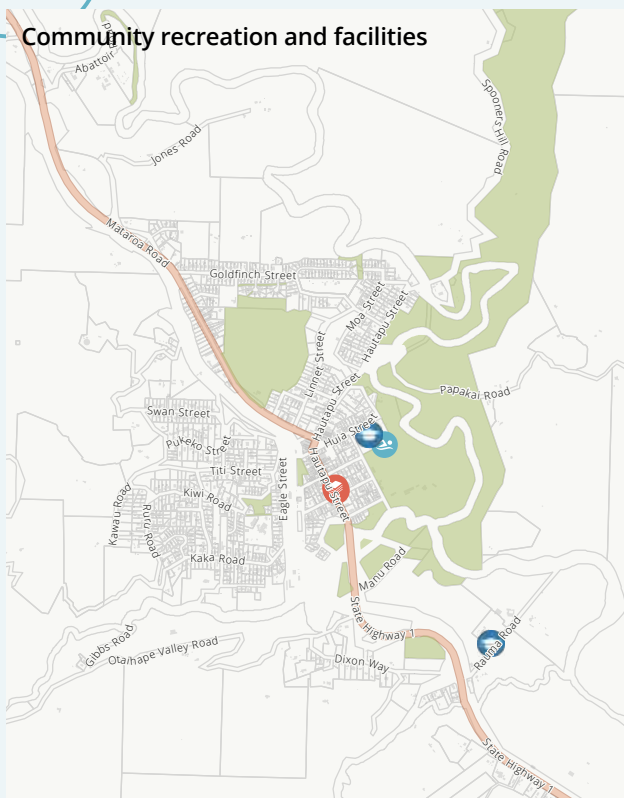 Community recreation and facilities
Abattoir Road
Jones Road
Spooners Hill Road
Mataroa Road
Goldfinch Street
Moa Street
Hautapu Street
Linnet Street
Hautapu Street
Papakai Road
Swan Street
Huia Street
Pukeko Street
Titi Street
Hautapu Street
Eagle Street
Kiwi Road
Kawau Road
Ruru Road
Kaka Road
Manu Road
State Highway 1
Gibbs Road
Otaihape Valley Road
Dixon Way
Rauma Road
State Highway 1